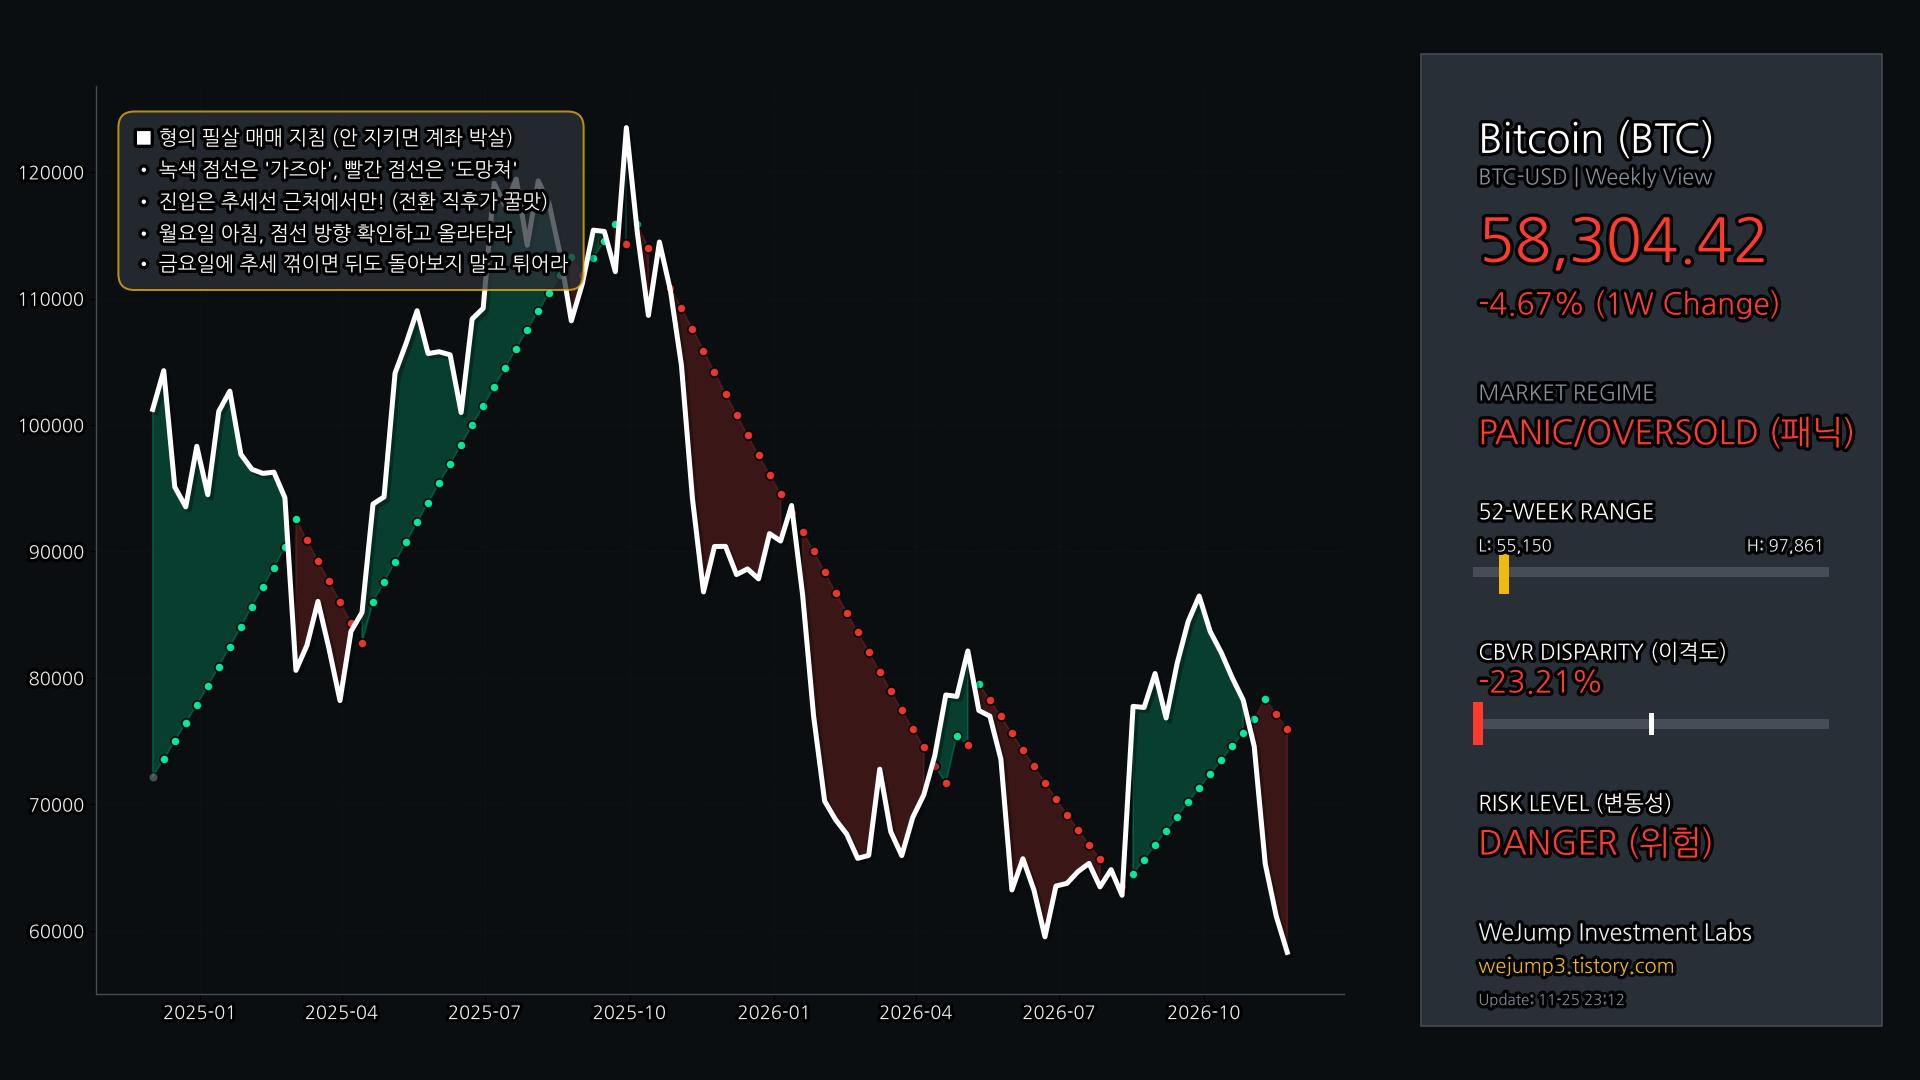 ■ 형의 필살 매매 지침 (안 지키면 계좌 박살)
• 녹색 점선은 '가즈아', 빨간 점선은 '도망쳐'
• 진입은 추세선 근처에서만! (전환 직후가 꿀맛)
• 월요일 아침, 점선 방향 확인하고 올라타라
• 금요일에 추세 꺾이면 뒤도 돌아보지 말고 튀어라
120000
110000
100000
90000
80000
70000
60000
2025-01
2025-04
2025-07
2025-10
2026-01
2026-04
2026-07
2026-10
Bitcoin (BTC)
BTC-USD | Weekly View
58,304.42
-4.67% (1W Change)
MARKET REGIME
PANIC/OVERSOLD (패닉)
52-WEEK RANGE
L: 55,150
H: 97,861
CBVR DISPARITY (이격도)
-23.21%
RISK LEVEL (변동성)
DANGER (위험)
WeJump Investment Labs
wejump3.tistory.com
Update: 11-25 23:12